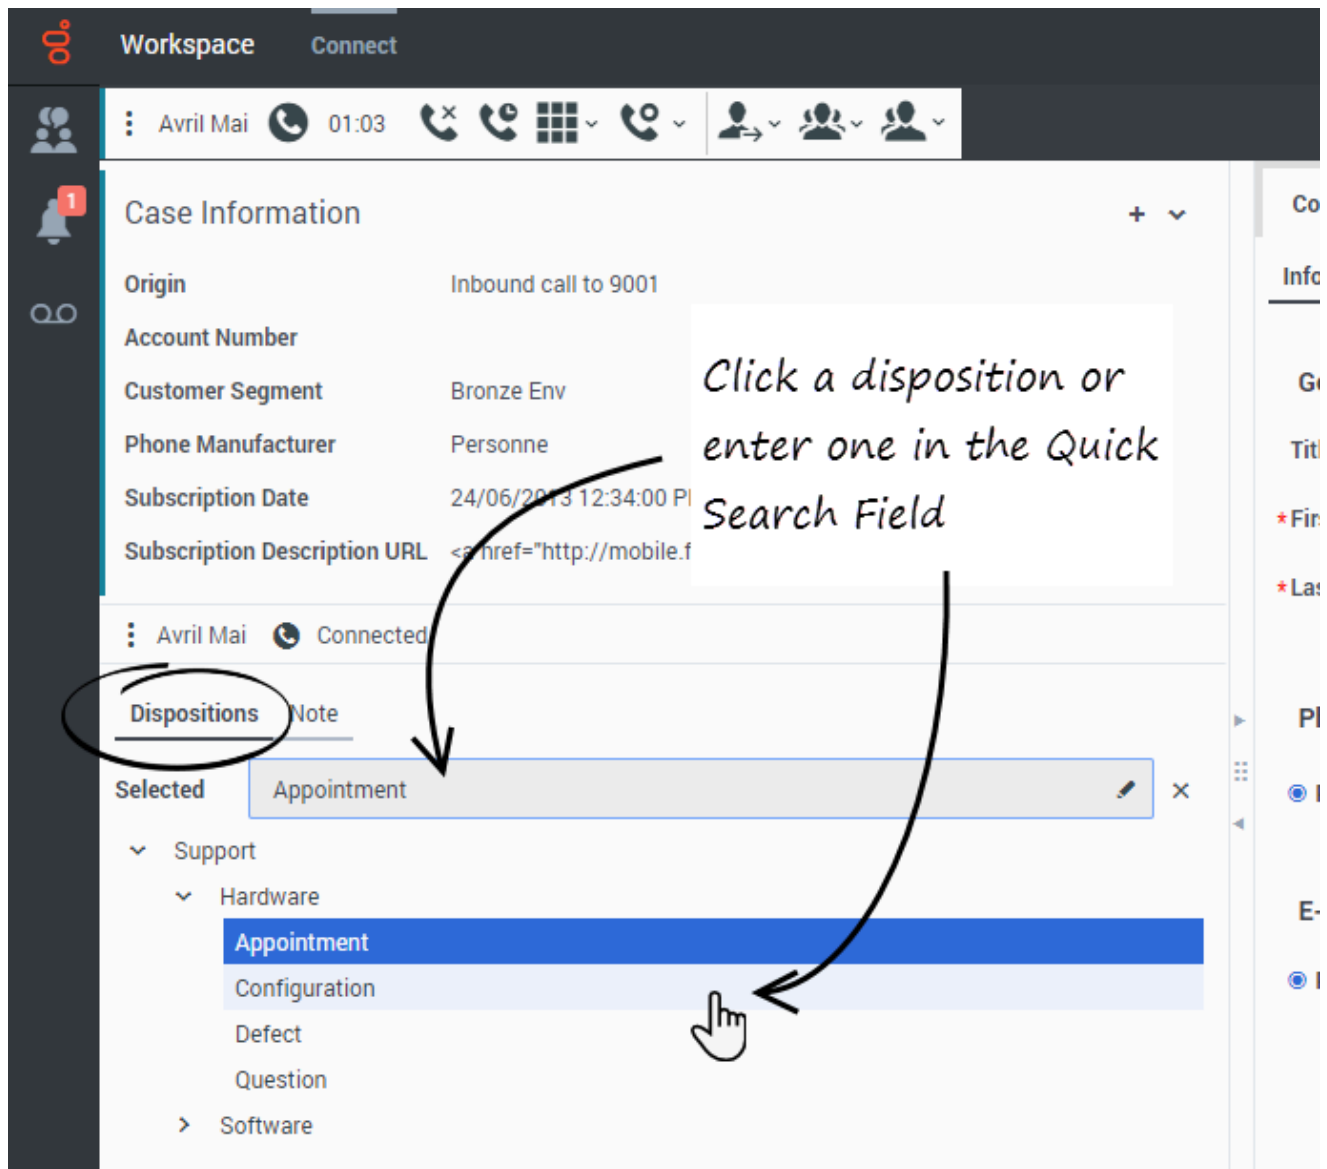 Workspace Connect
Avril Mai 01:03
1
Case Information
Origin Inbound call to 9001
Account Number
Customer Segment Bronze Env
Phone Manufacturer Personne
Subscription Date 24/06/2013 12:34:00
Subscription Description URL <a href="http://mobile.f
Click a disposition or
enter one in the Quick
Search Field
Avril Mai Connected
Dispositions Note
Selected Appointment
Support
Hardware
Appointment
Configuration
Defect
Question
Software
Co
Info
Tit
*Firs
*Las
E-